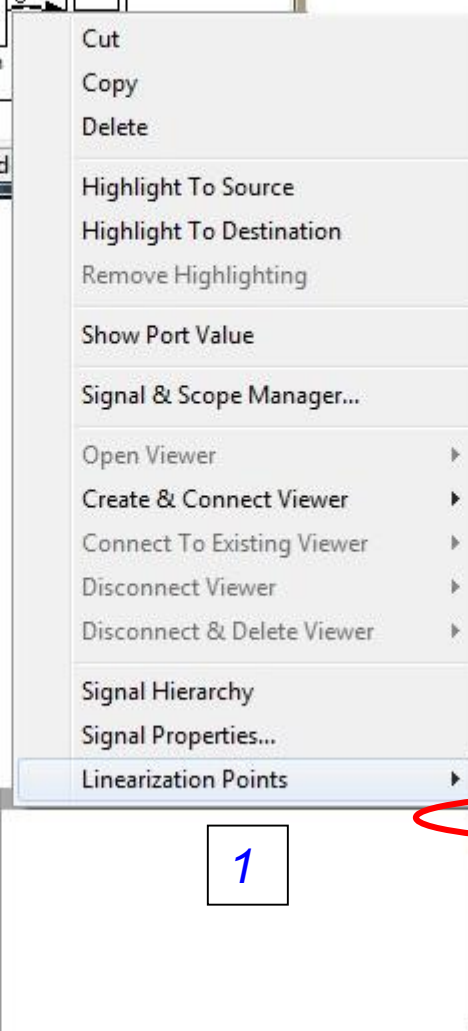 Cut
Copy
Delete
Highlight To Source
Highlight To Destination
Remove Highlighting
Show Port Value
Signal & Scope Manager...
Open Viewer
Create & Connect Viewer
Connect To Existing Viewer
Disconnect Viewer
Disconnect & Delete Viewer
Signal Hierarchy
Signal Properties...
Linearization Points
1